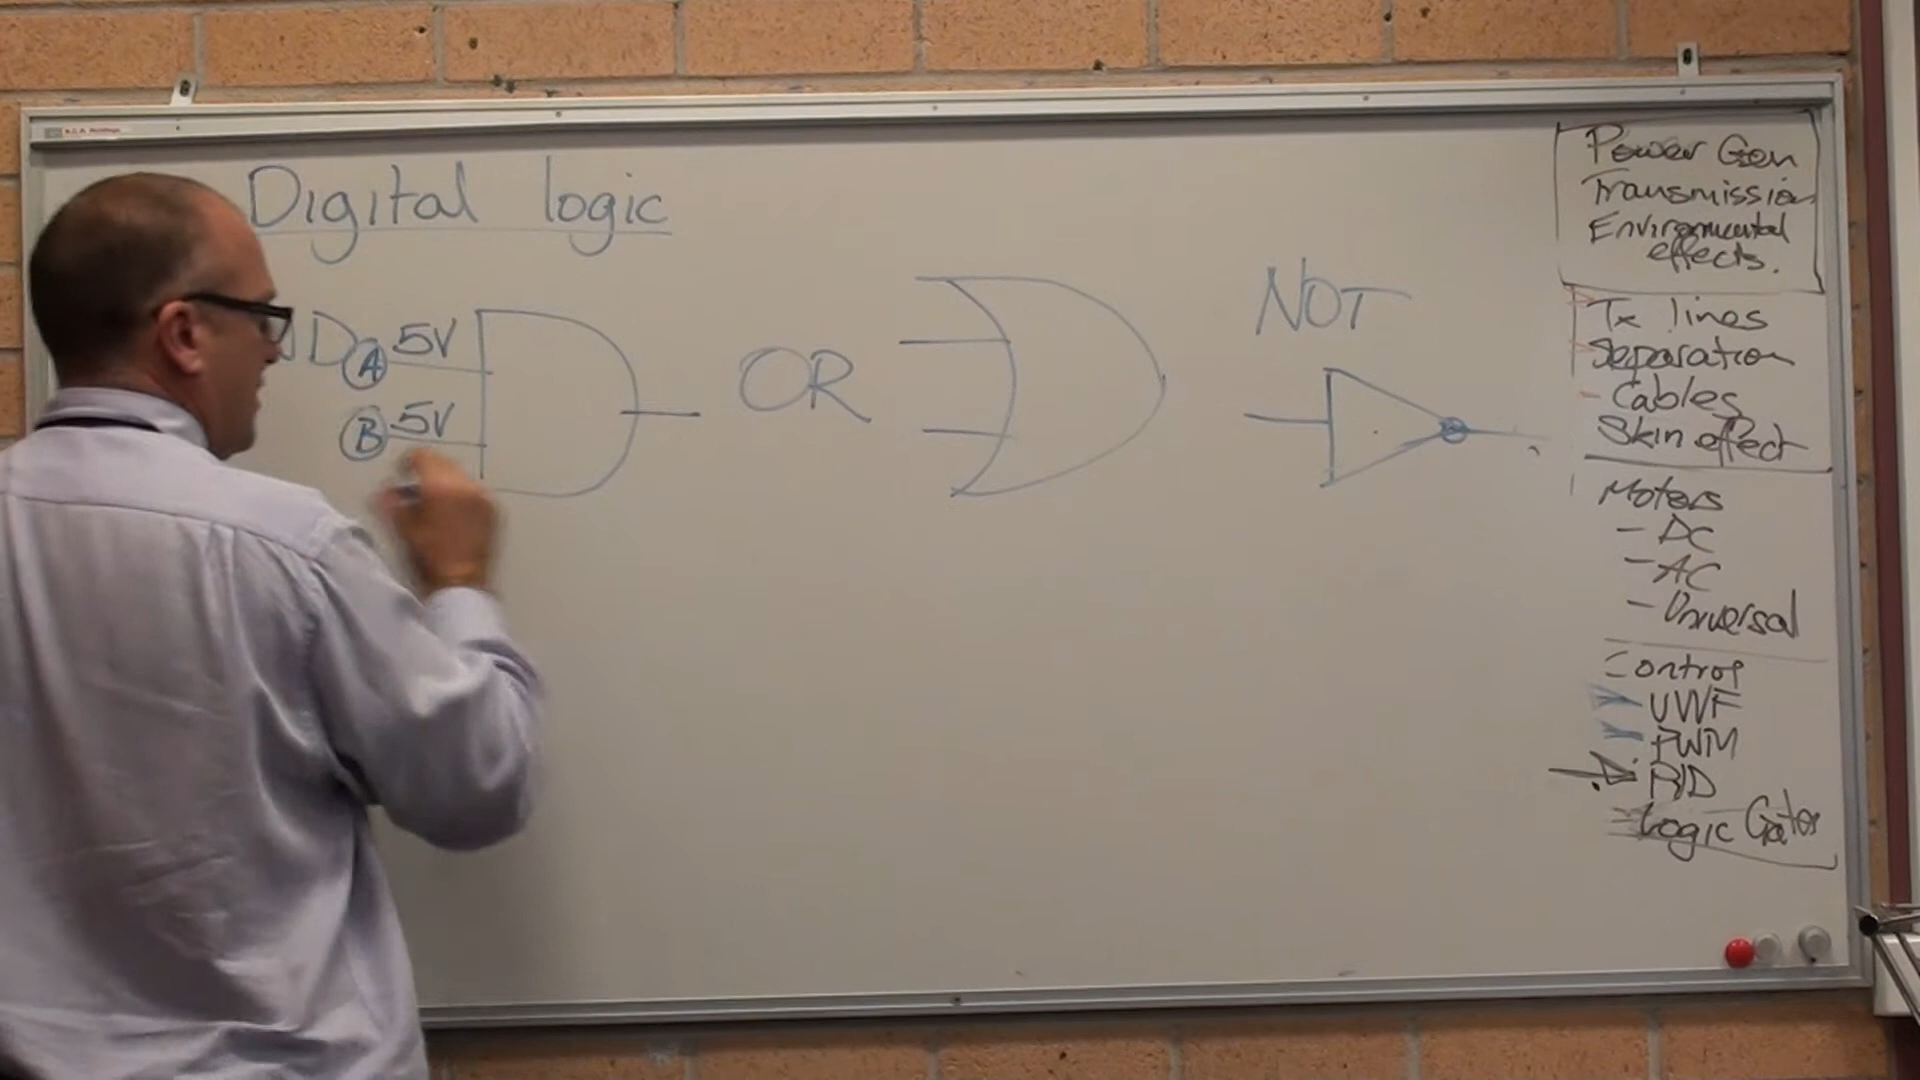 Digital logic
ND
A 5V
B 5V
OR
NOT
Power Gen
Transmission
Environmental
effects.
Tx lines
Separation
- Cables
Skin effect
Motors
- DC
- AC
- Universal
Control
UWF
PWM
PID
- Logic Gates